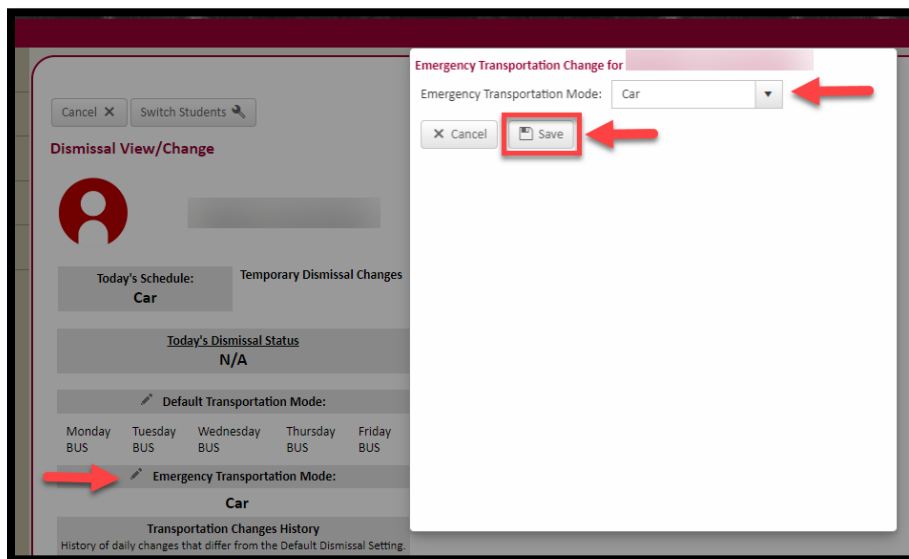 Cancel ✕ Switch Students
Dismissal View/Change
Today's Schedule:
Car
Temporary Dismissal Changes
Today's Dismissal Status
N/A
Default Transportation Mode:
Monday Tuesday Wednesday Thursday Friday
BUS BUS BUS BUS BUS
Emergency Transportation Mode:
Car
Transportation Changes History
History of daily changes that differ from the Default Dismissal Setting.
Emergency Transportation Change for
Emergency Transportation Mode: Car
✕ Cancel Save